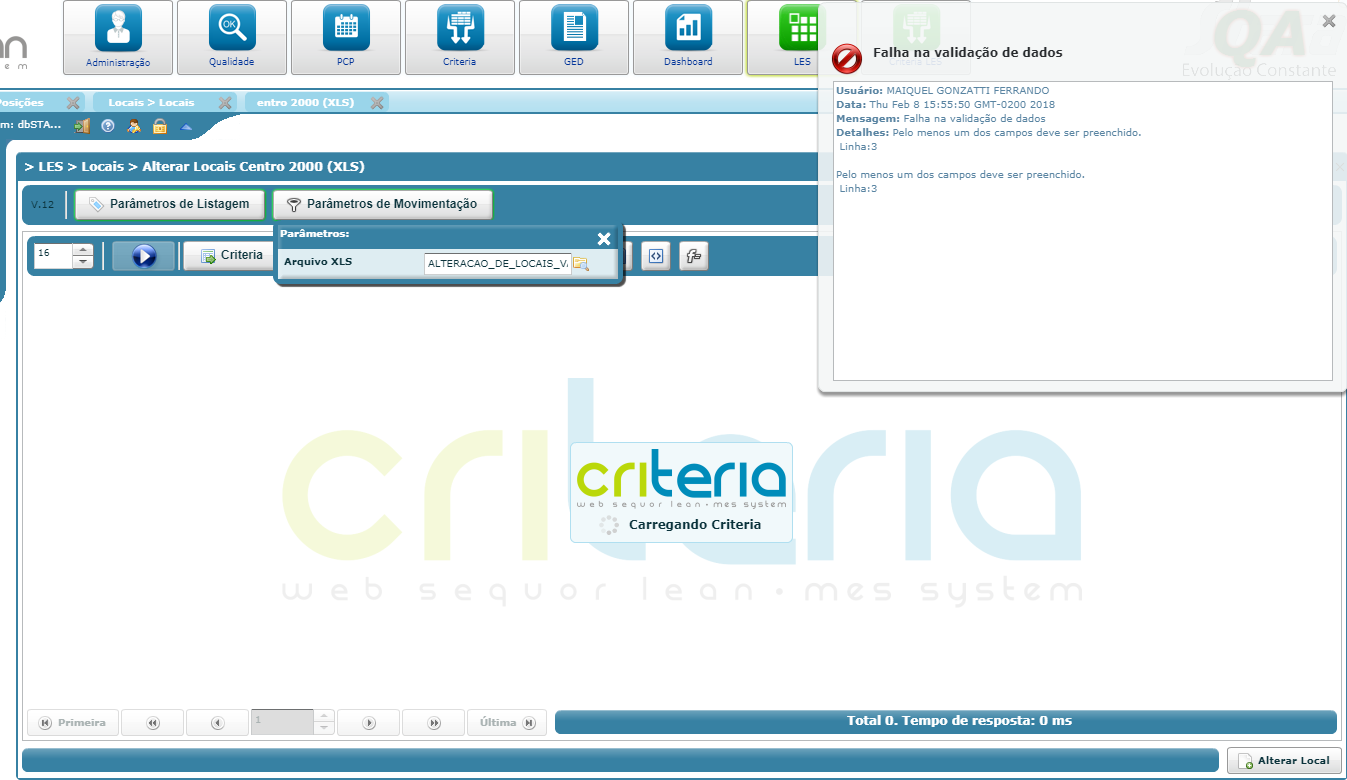 Administração
Qualidade
PCP
Criteria
GED
Dashboard
LES
Criteria LES
QA
Evolução Constante
Posições
Locais > Locais
entro 2000 (XLS)
m: dbSTA...
> LES > Locais > Alterar Locais Centro 2000 (XLS)
V.12
Parâmetros de Listagem
Parâmetros de Movimentação
16
Criteria
Parâmetros:
Arquivo XLS
ALTERACAO_DE_LOCAIS_V
Falha na validação de dados
Usuário: MAIQUEL GONZATTI FERRANDO
Data: Thu Feb 8 15:55:50 GMT-0200 2018
Mensagem: Falha na validação de dados
Detalhes: Pelo menos um dos campos deve ser preenchido.
Linha:3
Pelo menos um dos campos deve ser preenchido.
Linha:3
criteria
web sequor lean·mes system
criteria
web sequor lean·mes system
Carregando Criteria
Primeira
1
Última
Total 0. Tempo de resposta: 0 ms
Alterar Local